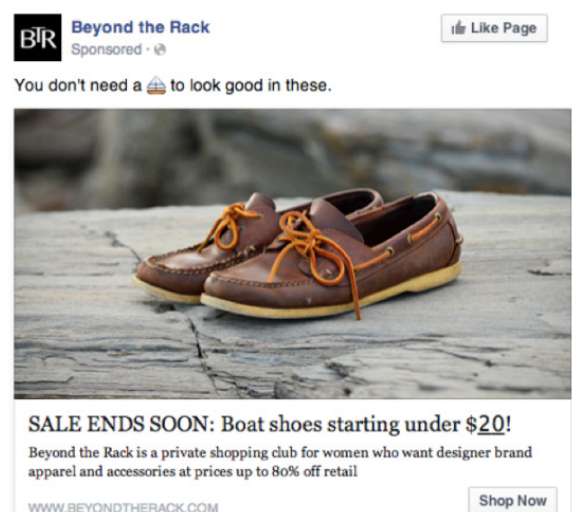 BTR
Beyond the Rack
Sponsored ·
Like Page
You don't need a ⛵ to look good in these.
SALE ENDS SOON: Boat shoes starting under $20!
Beyond the Rack is a private shopping club for women who want designer brand
apparel and accessories at prices up to 80% off retail
WWW.BEYONDTHERACK.COM
Shop Now